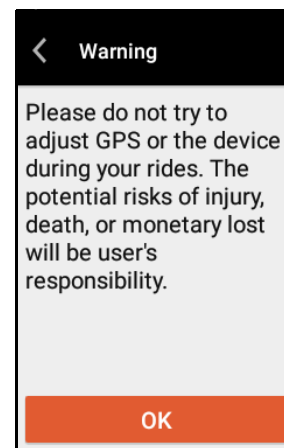 Warning
Please do not try to
adjust GPS or the device
during your rides. The
potential risks of injury,
death, or monetary lost
will be user's
responsibility.
OK